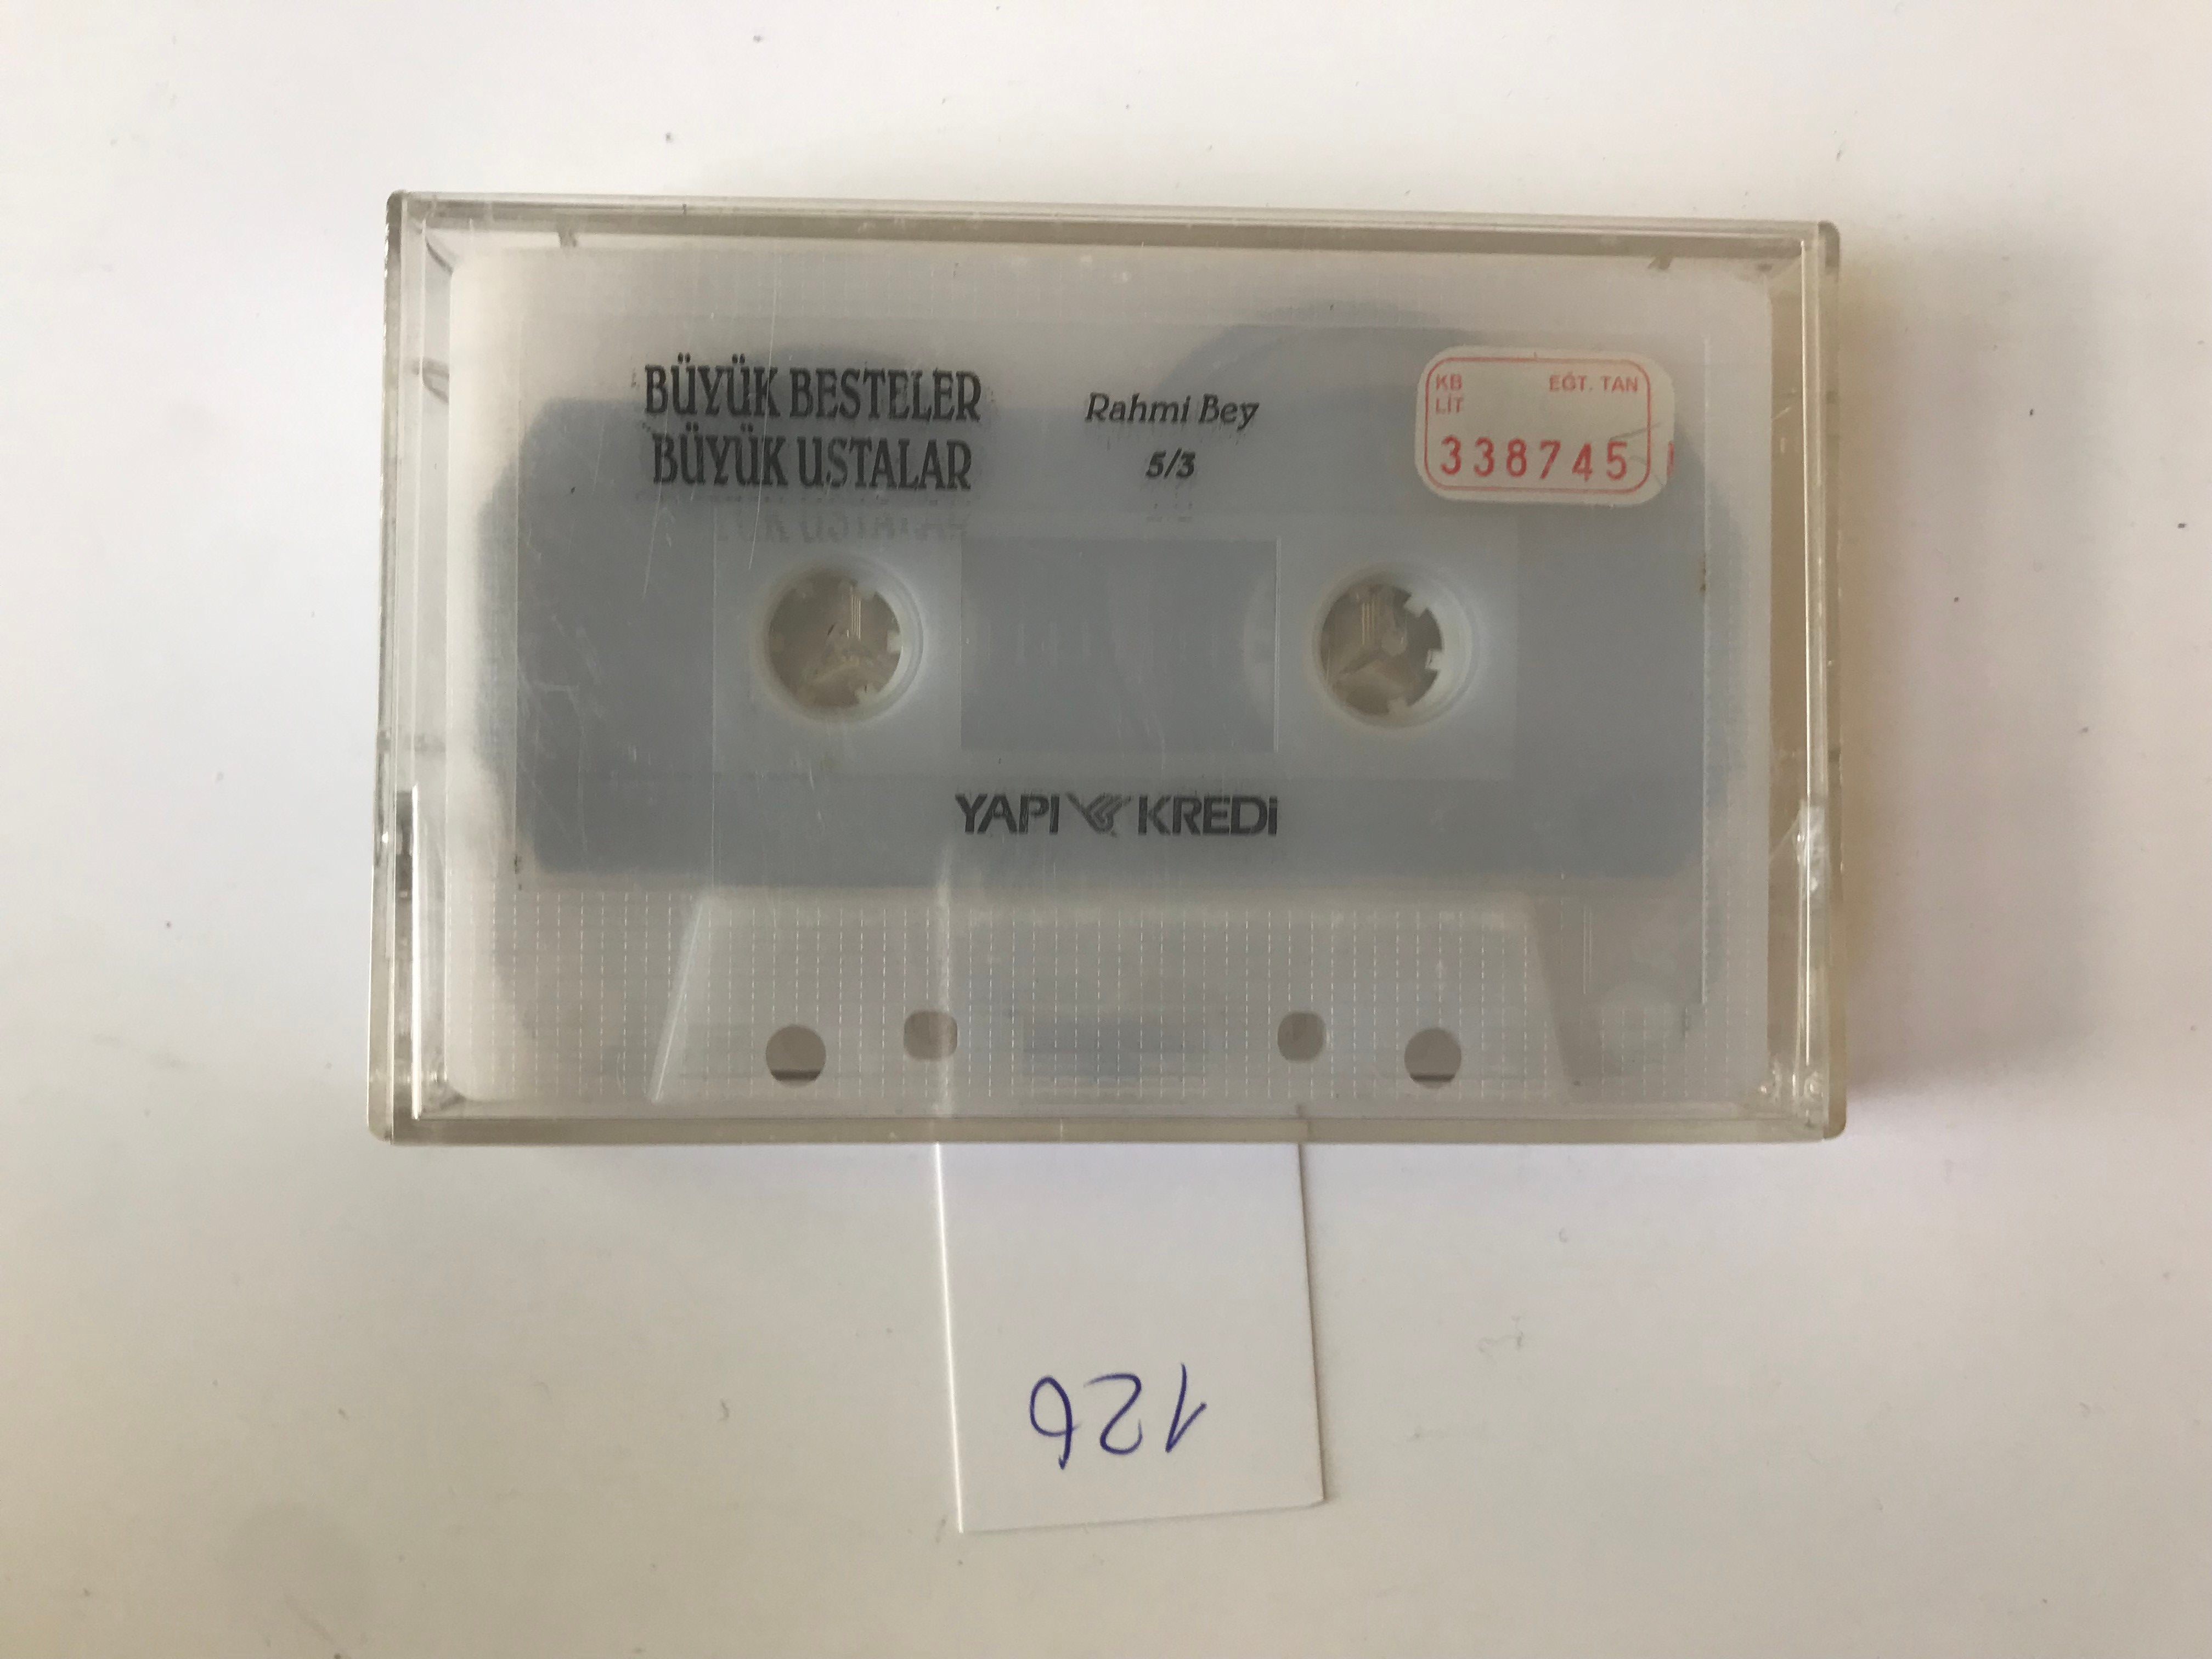 BÜYÜK BESTELER
BÜYÜK USTALAR
Rahmi Bey
5/3
KB EĞT. TAN
LİT
338745
YAPI KREDİ
126